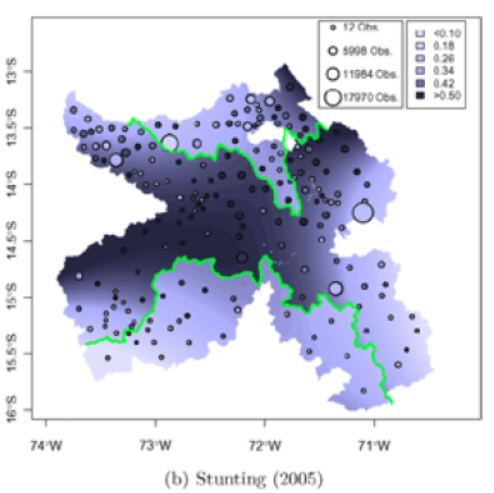 12 Obs.
5998 Obs.
11984 Obs.
17970 Obs.
<0.10
0.18
0.26
0.34
0.42
>0.50
13°S
13.5°S
14°S
14.5°S
15°S
15.5°S
16°S
74°W
73°W
72°W
71°W
(b) Stunting (2005)